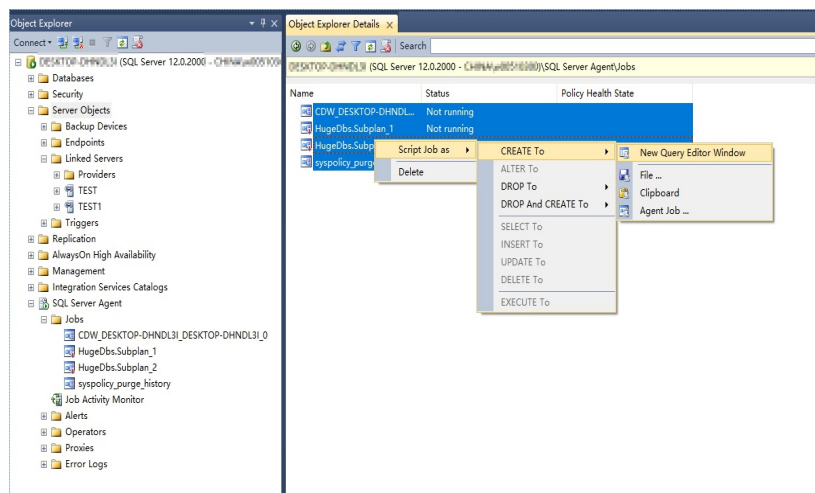 Object Explorer
Connect
(SQL Server 12.0.2000 -
Databases
Security
Server Objects
Backup Devices
Endpoints
Linked Servers
Providers
TEST
TEST1
Triggers
Replication
AlwaysOn High Availability
Management
Integration Services Catalogs
SQL Server Agent
Jobs
CDW_DESKTOP-DHNDL3I_DESKTOP-DHNDL3I_0
HugeDbs.Subplan_1
HugeDbs.Subplan_2
syspolicy_purge_history
Job Activity Monitor
Alerts
Operators
Proxies
Error Logs
Object Explorer Details
Search
(SQL Server 12.0.2000 - \SQL Server Agent\Jobs
Name Status Policy Health State
CDW_DESKTOP-DHNDL... Not running
HugeDbs.Subplan_1 Not running
HugeDbs.Subp
syspolicy_purg
Script Job as
Delete
CREATE To
ALTER To
DROP To
DROP And CREATE To
SELECT To
INSERT To
UPDATE To
DELETE To
EXECUTE To
New Query Editor Window
File ...
Clipboard
Agent Job ...